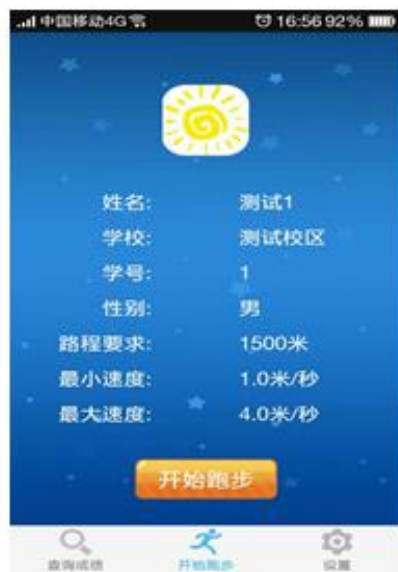 中国移动4G 16:56 92%
姓名: 测试1
学校: 测试校区
学号: 1
性别: 男
路程要求: 1500米
最小速度: 1.0米/秒
最大速度: 4.0米/秒
开始跑步
查询成绩 开始跑步 设置